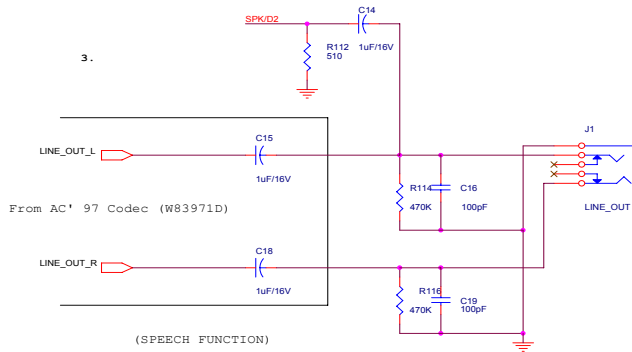 C14
SPK/D2
R112
510
1uF/16V
3.
J1
C15
LINE_OUT_L
1uF/16V
R114
470K
C16
100pF
LINE_OUT
From AC' 97 Codec (W83971D)
C18
LINE_OUT_R
1uF/16V
R116
470K
C19
100pF
(SPEECH FUNCTION)